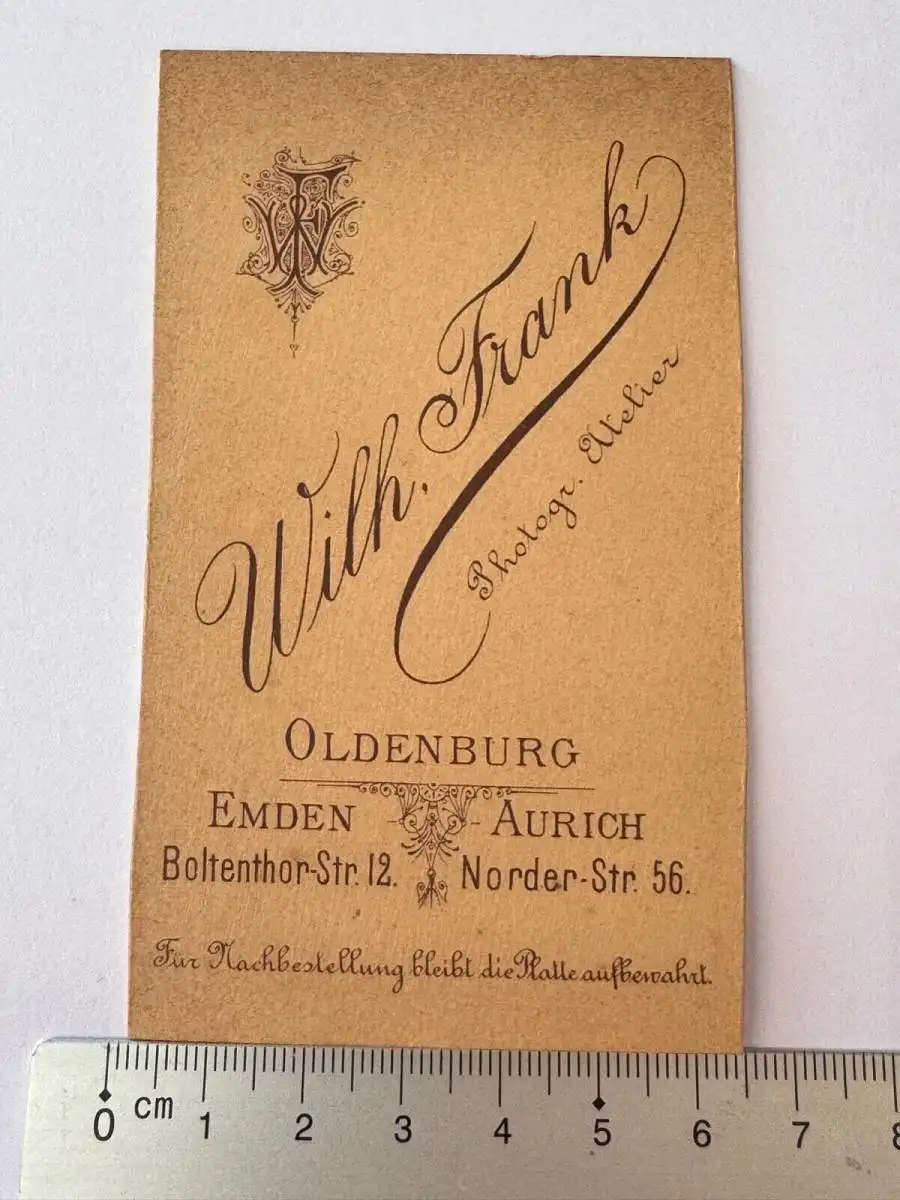 WF
Wilh. Frank
Photogr. Atelier
OLDENBURG
EMDEN AURICH
Boltenthor-Str. 12. Norder-Str. 56.
Für Nachbestellung bleibt die Platte aufbewahrt.
0 cm 1 2 3 4 5 6 7 8